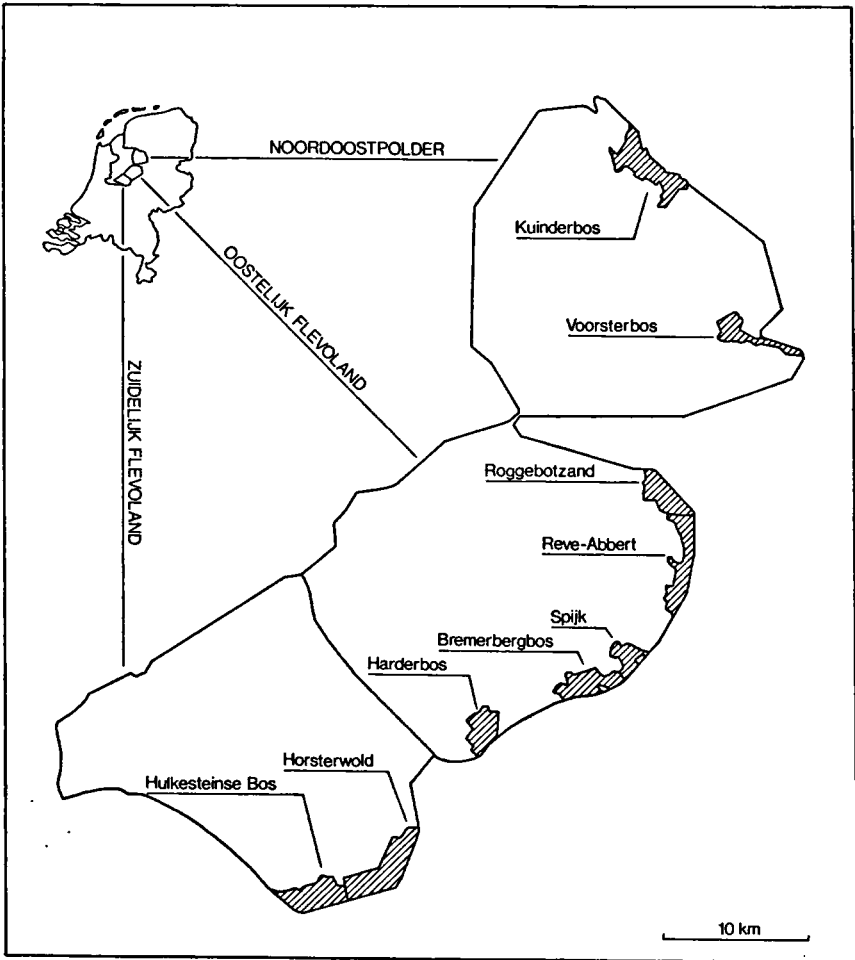 NOORDOOSTPOLDER
Kuinderbos
OOSTELIJK FLEVOLAND
Voorsterbos
ZUIDELIJK FLEVOLAND
Roggebotzand
Reve-Abbert
Spijk
Bremerbergbos
Harderbos
Horsterwold
Hulkesteinse Bos
10 km